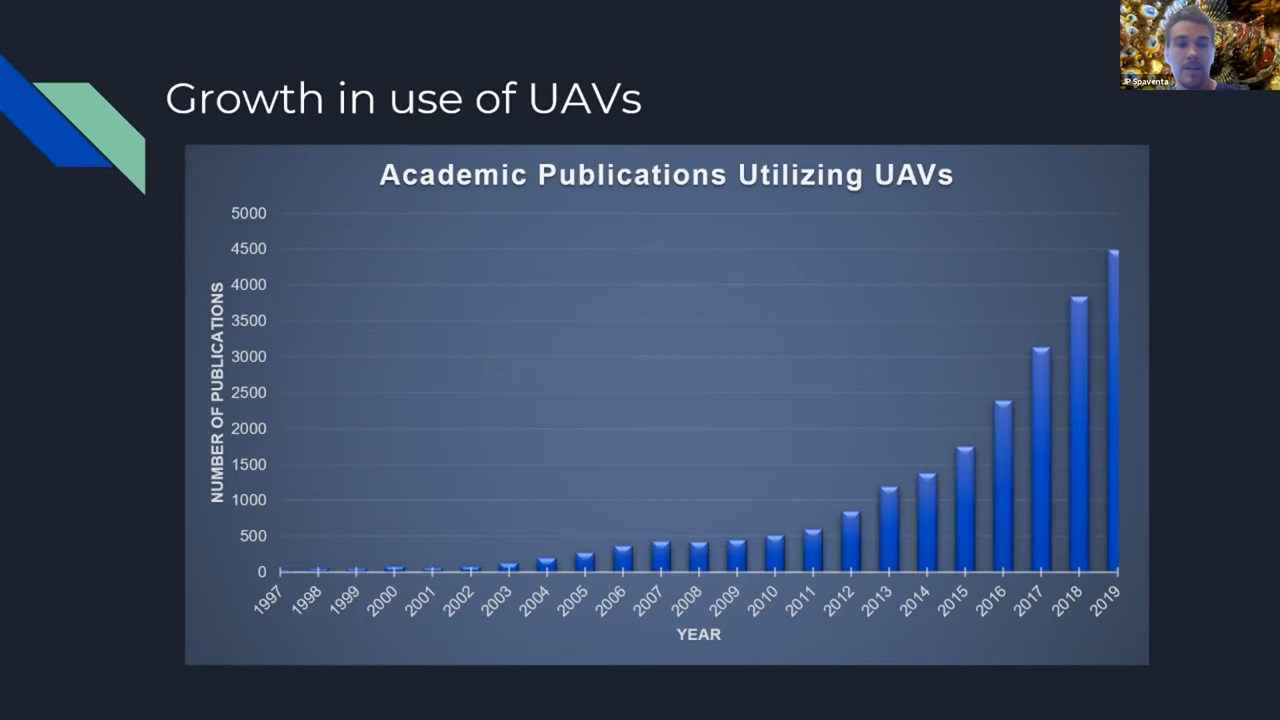 JP Spaventa
Growth in use of UAVs
Academic Publications Utilizing UAVs
NUMBER OF PUBLICATIONS
5000
4500
4000
3500
3000
2500
2000
1500
1000
500
0
1997 1998 1999 2000 2001 2002 2003 2004 2005 2006 2007 2008 2009 2010 2011 2012 2013 2014 2015 2016 2017 2018 2019
YEAR